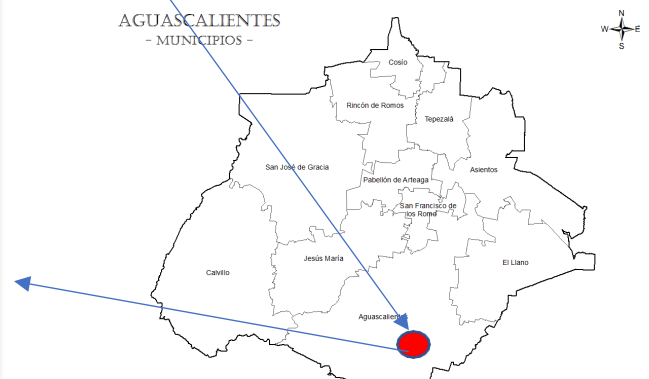 AGUASCALIENTES
- MUNICIPIOS -
N
W E
S
Cosío
Rincón de Romos
Tepezalá
San José de Gracia
Asientos
Pabellón de Arteaga
San Francisco de
los Romo
Jesús María
El Llano
Calvillo
Aguascalientes